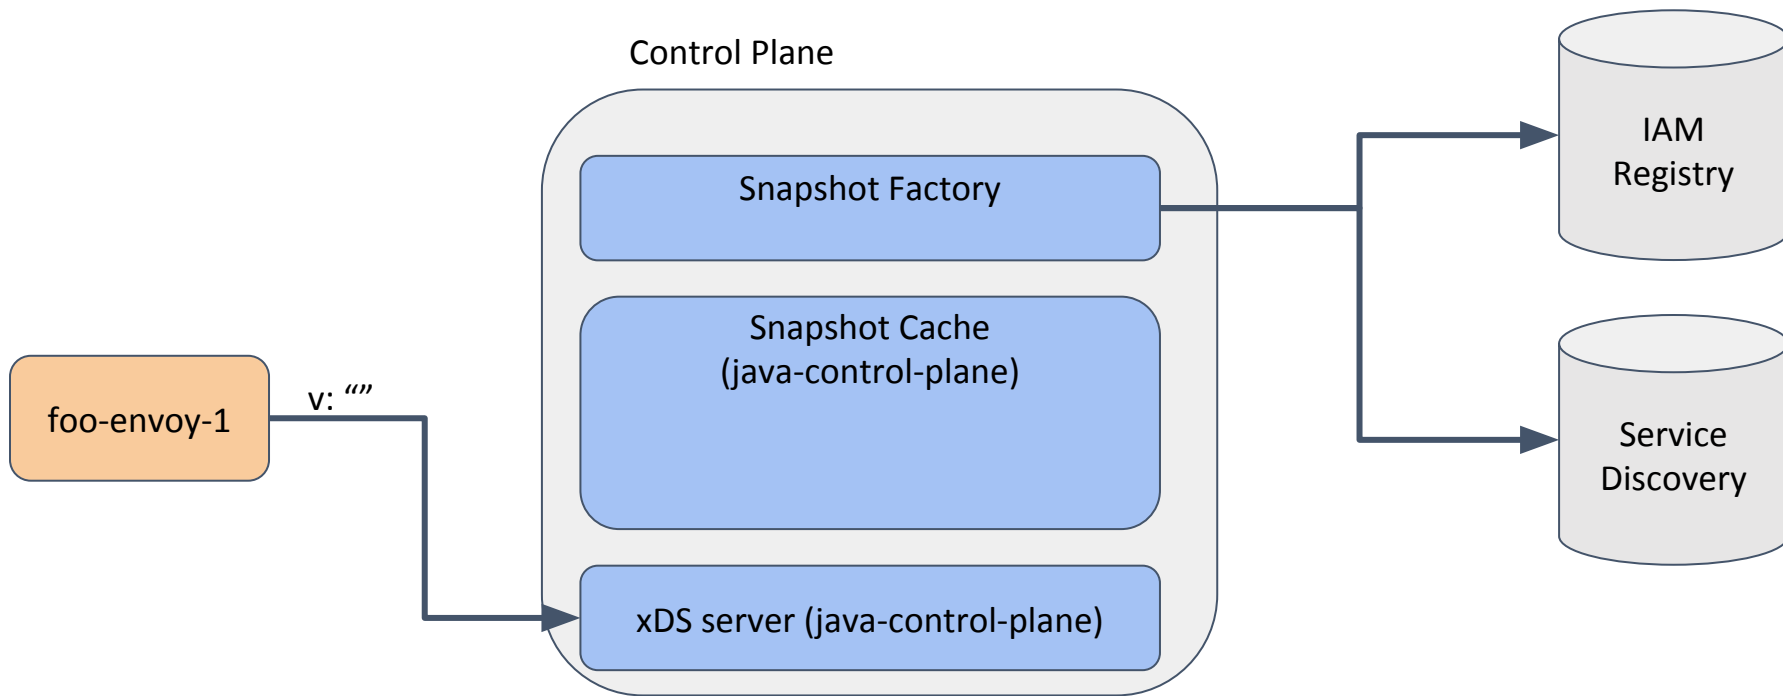 Control Plane
Snapshot Factory
IAM
Registry
Snapshot Cache
(java-control-plane)
foo-envoy-1
v: “”
Service
Discovery
xDS server (java-control-plane)